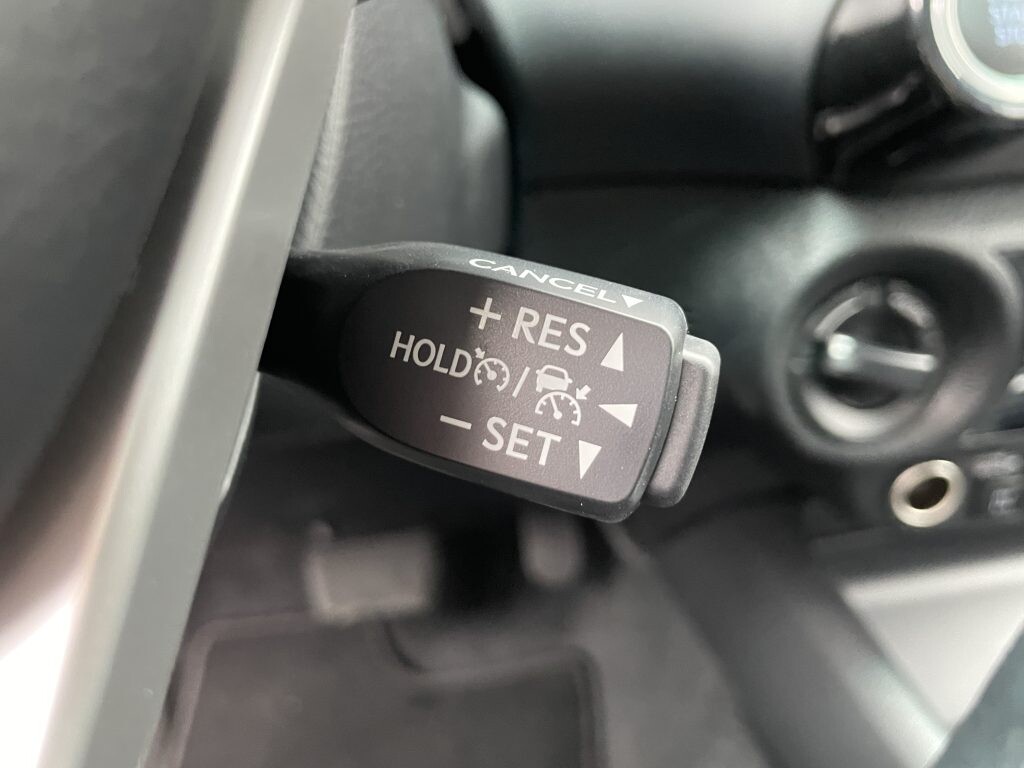 CANCEL▼
+ RES ▲
HOLD /
− SET ▼